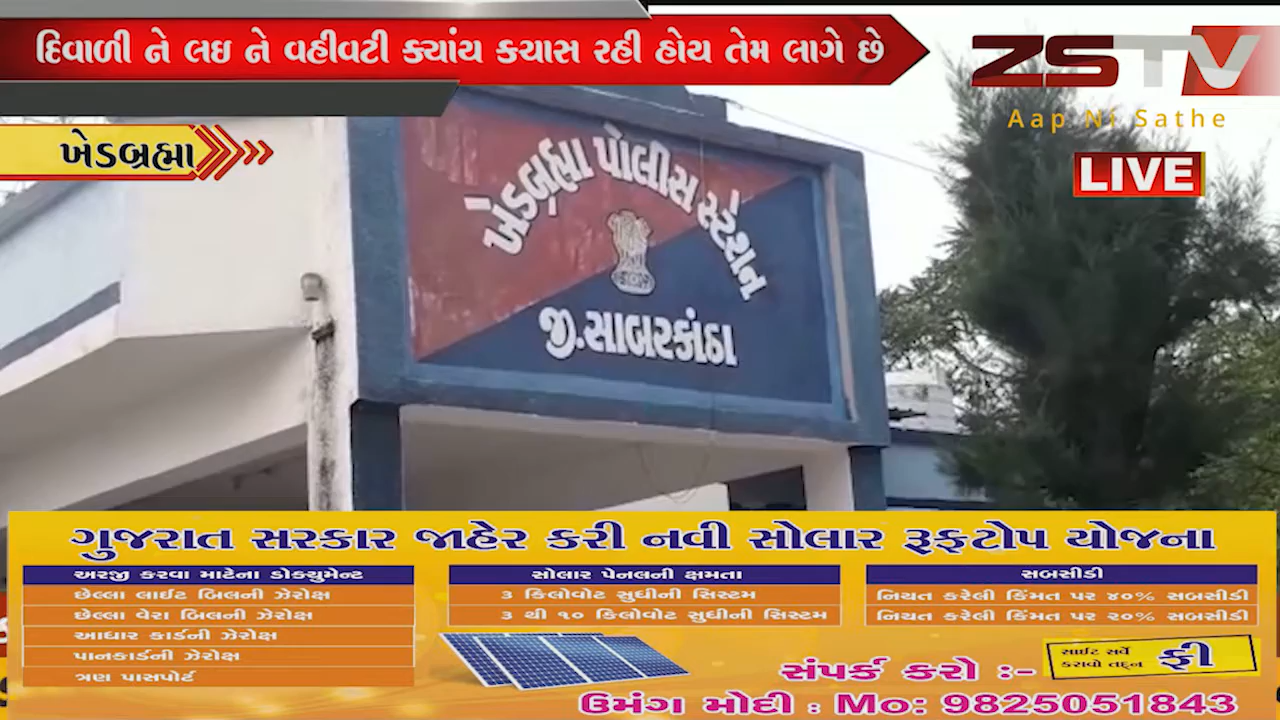 દિવાળી ને લઇ ને વહીવટી ક્યાંય કચાસ રહી હોય તેમ લાગે છે
ZSTV
Aap Ni Sathe
ખેડબ્રહ્મા
LIVE
ખેડબ્રહ્મા પોલીસ સ્ટેશન
જી.સાબરકાંઠા
ગુજરાત સરકાર જાહેર કરી નવી સોલાર રૂફટોપ યોજના
અરજી કરવા માટેના ડોક્યુમેન્ટ
છેલ્લા લાઈટ બિલની ઝેરોક્ષ
છેલ્લા વેરા બિલની ઝેરોક્ષ
આધાર કાર્ડની ઝેરોક્ષ
પાનકાર્ડની ઝેરોક્ષ
ત્રણ પાસપોર્ટ
સોલાર પેનલની ક્ષમતા
3 કિલોવોટ સુધીની સિસ્ટમ
3 થી ૧૦ કિલોવોટ સુધીની સિસ્ટમ
સબસીડી
નિયત કરેલી કિંમત પર ૪૦% સબસીડી
નિયત કરેલી કિંમત પર ૨૦% સબસીડી
સાઈટ સર્વે
કરાવો તદ્દન ફ્રી
સંપર્ક કરો :-
ઉમંગ મોદી : Mo: 9825051843